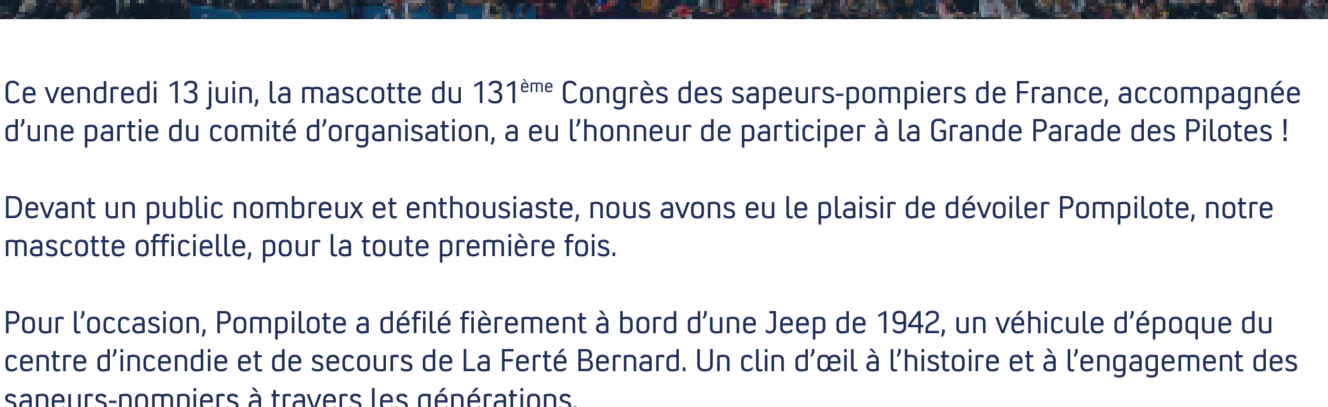 Ce vendredi 13 juin, la mascotte du 131ème Congrès des sapeurs-pompiers de France, accompagnée
d’une partie du comité d’organisation, a eu l’honneur de participer à la Grande Parade des Pilotes !
Devant un public nombreux et enthousiaste, nous avons eu le plaisir de dévoiler Pompilote, notre
mascotte officielle, pour la toute première fois.
Pour l’occasion, Pompilote a défilé fièrement à bord d’une Jeep de 1942, un véhicule d’époque du
centre d’incendie et de secours de La Ferté Bernard. Un clin d’œil à l’histoire et à l’engagement des
sapeurs-pompiers à travers les générations.